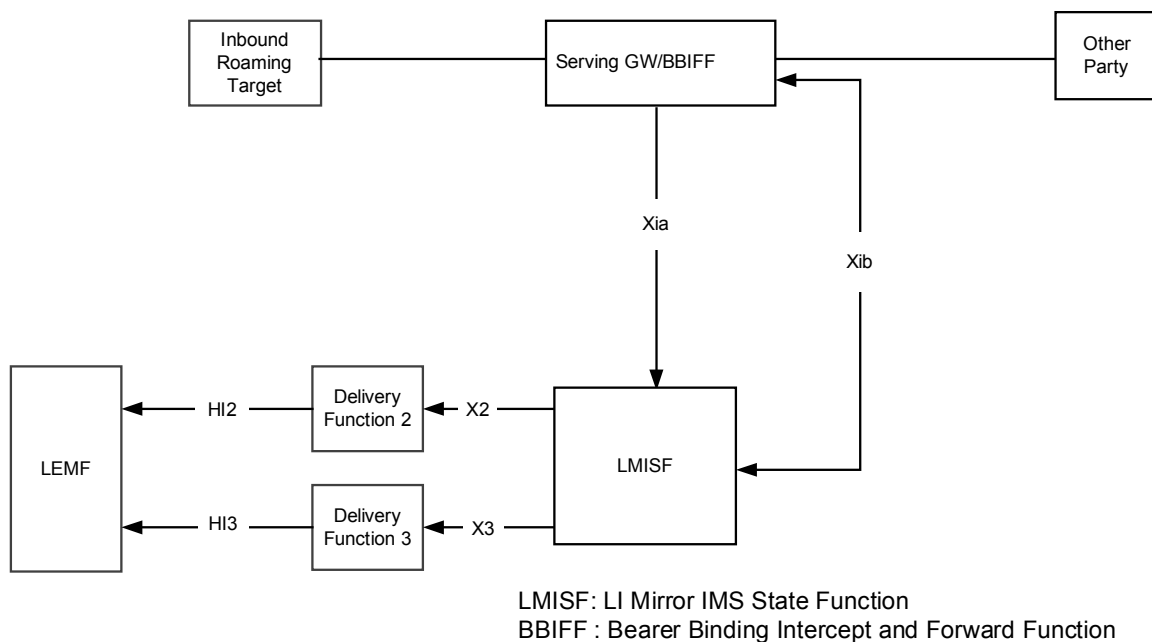 Inbound
Roaming
Target
Serving GW/BBIFF
Other
Party
Xia
Xib
LEMF
HI2
Delivery
Function 2
X2
LMISF
HI3
Delivery
Function 3
X3
LMISF: LI Mirror IMS State Function
BBIFF : Bearer Binding Intercept and Forward Function